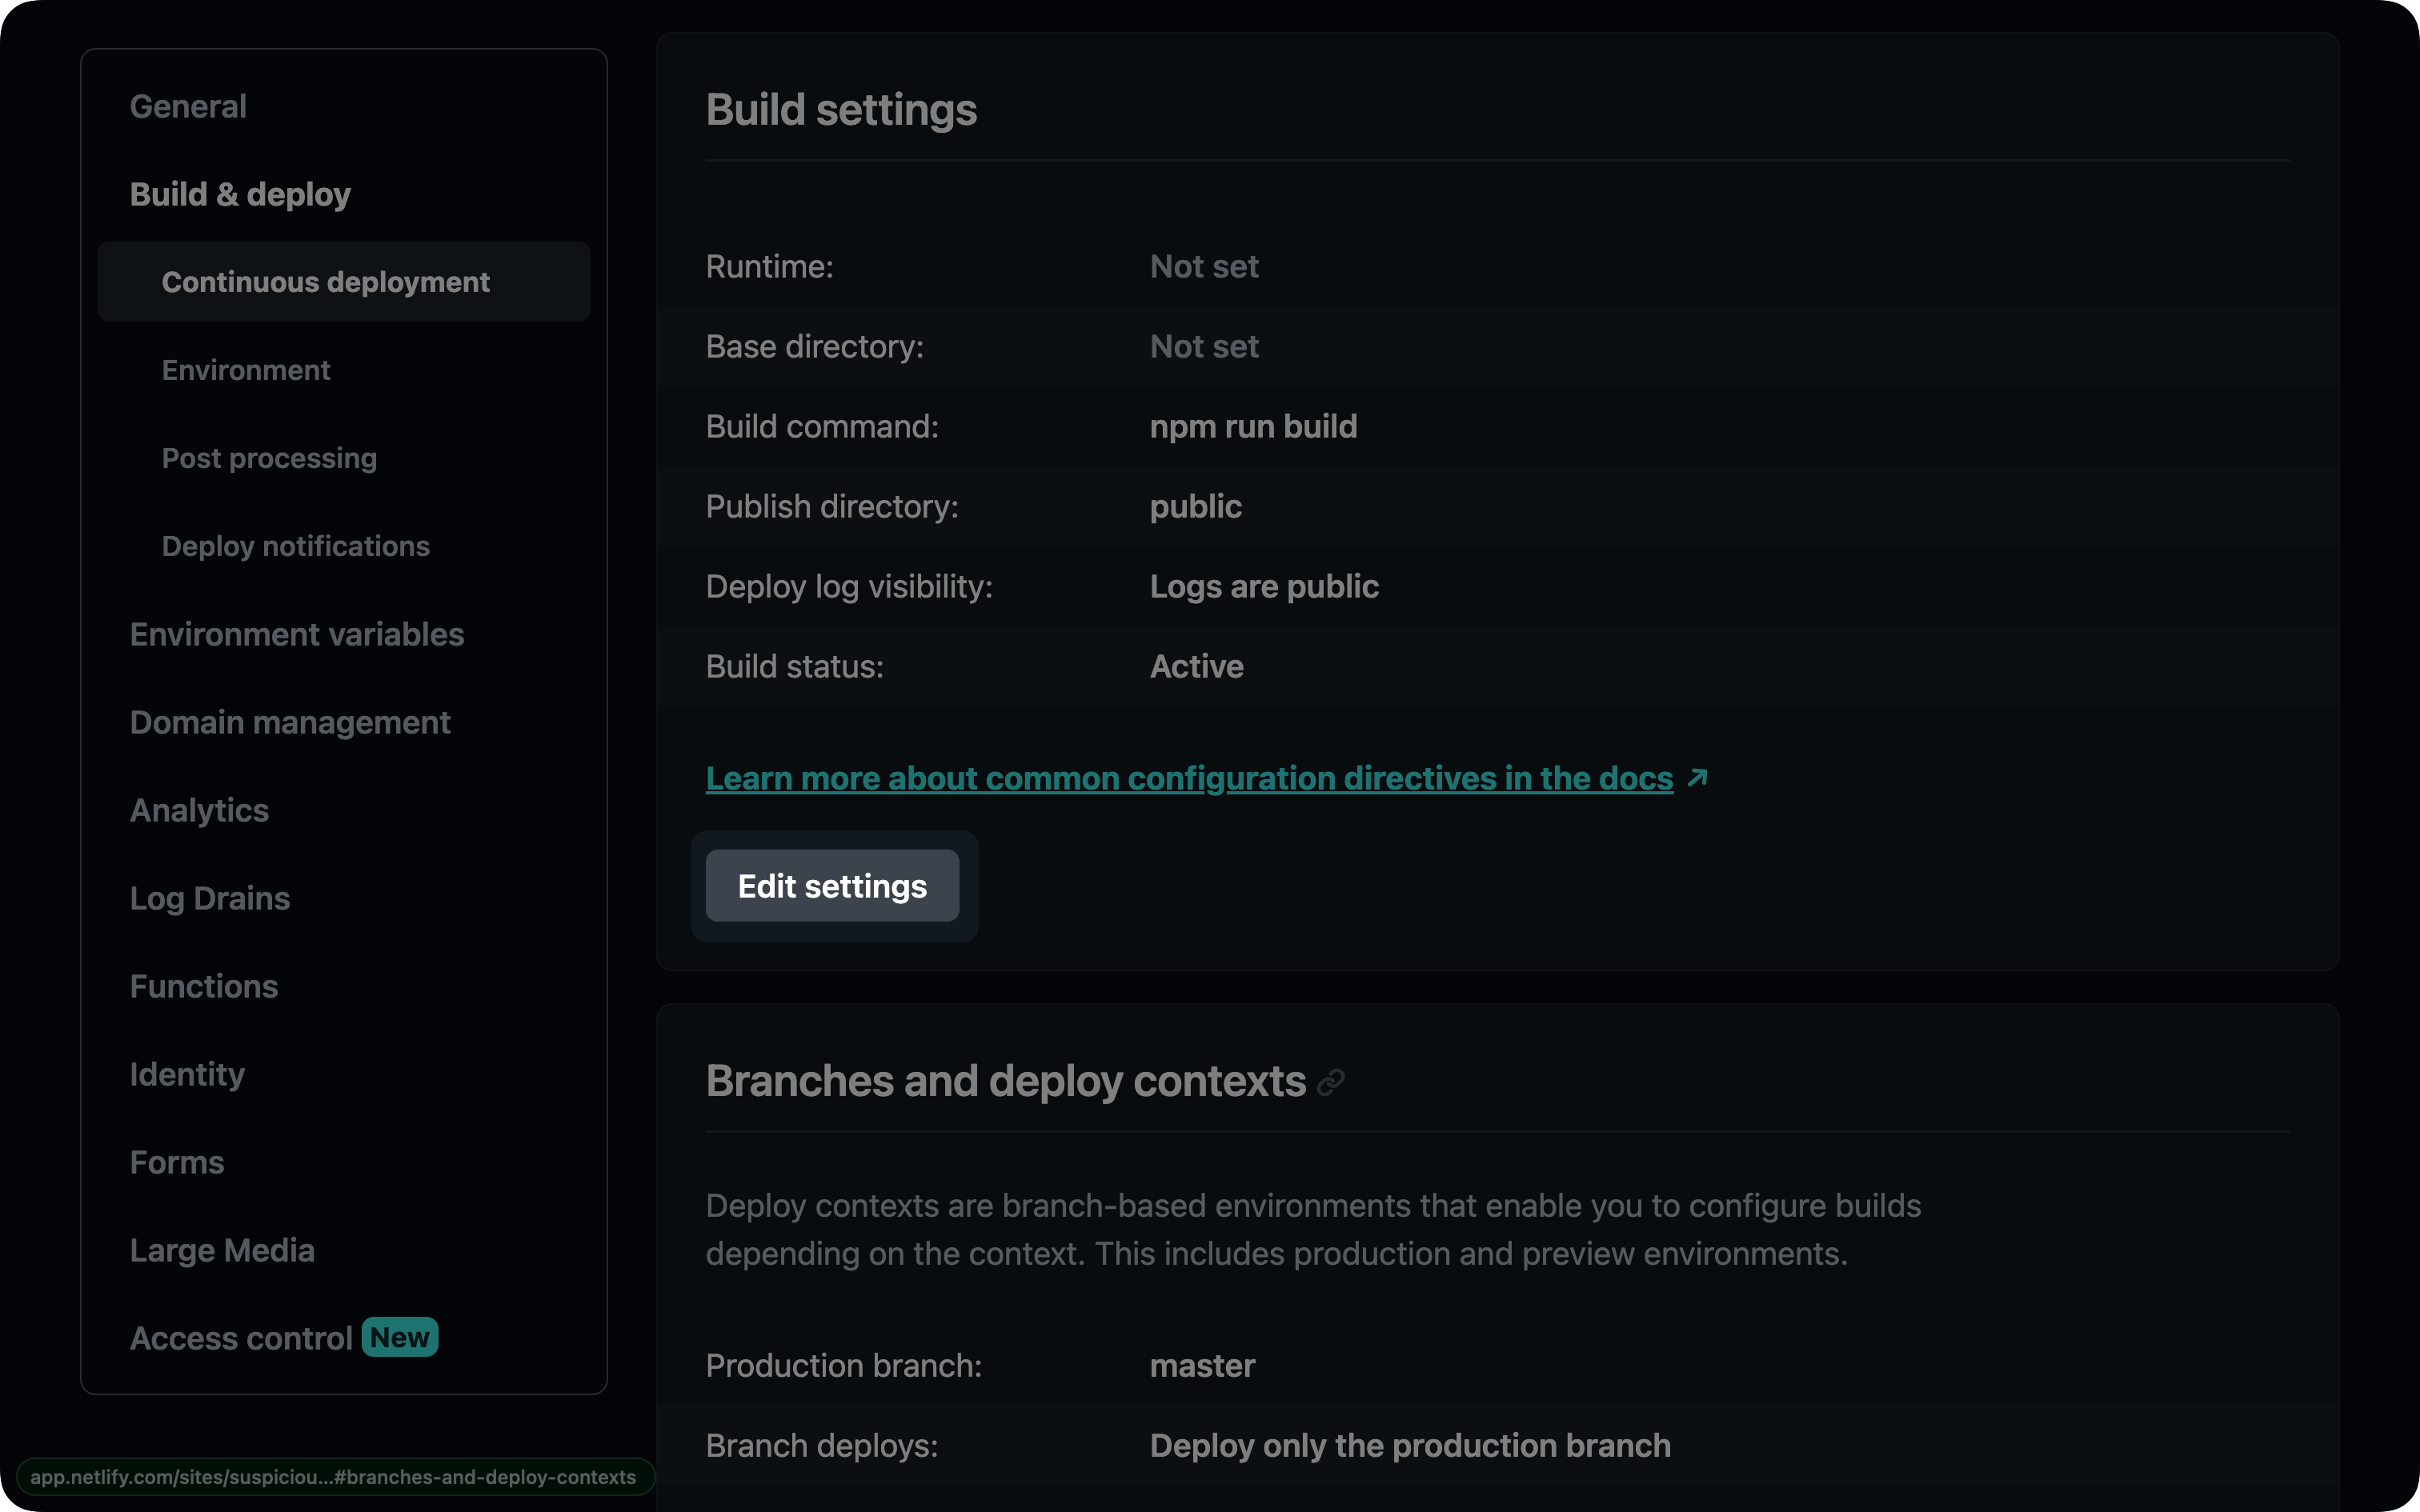 General
Build & deploy
Continuous deployment
Environment
Post processing
Deploy notifications
Environment variables
Domain management
Analytics
Log Drains
Functions
Identity
Forms
Large Media
Access control New
Build settings
Runtime: Not set
Base directory: Not set
Build command: npm run build
Publish directory: public
Deploy log visibility: Logs are public
Build status: Active
Learn more about common configuration directives in the docs
Edit settings
Branches and deploy contexts
Deploy contexts are branch-based environments that enable you to configure builds
depending on the context. This includes production and preview environments.
Production branch: master
Branch deploys: Deploy only the production branch
app.netlify.com/sites/suspiciou...#branches-and-deploy-contexts